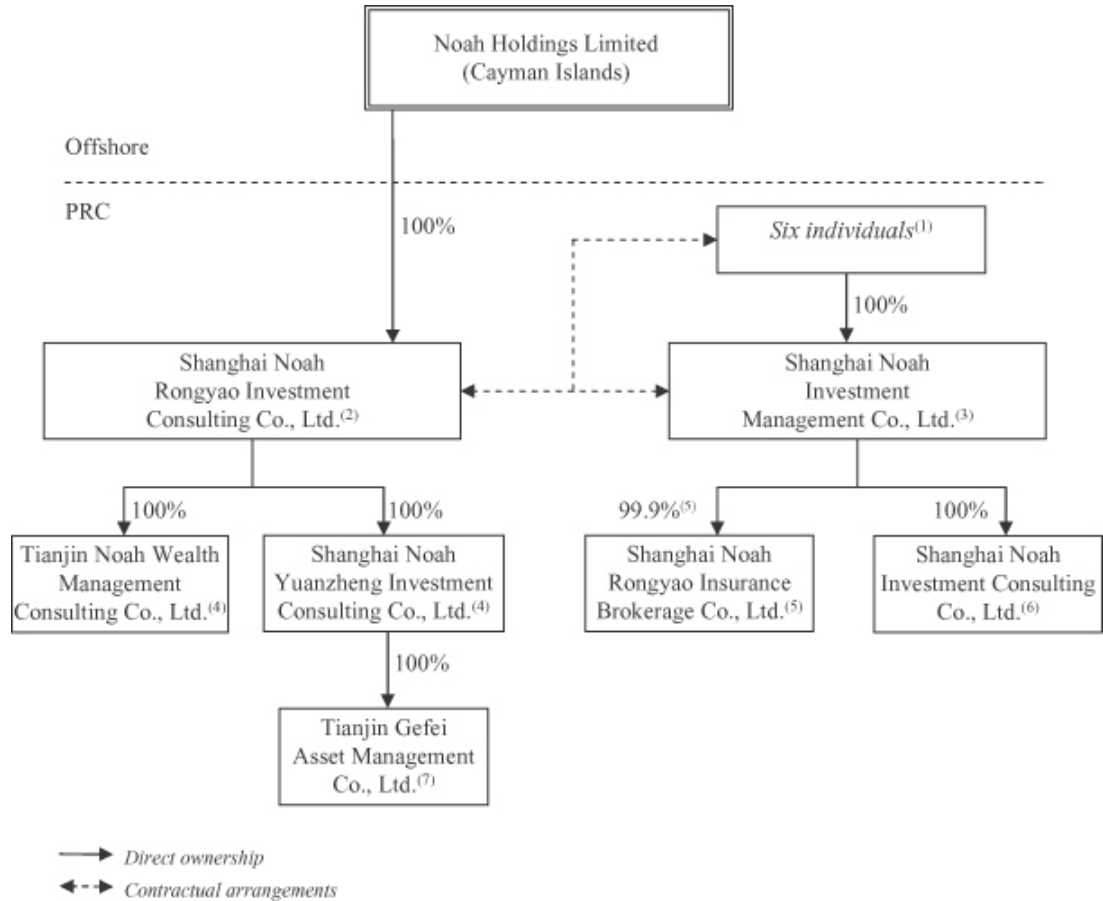 Noah Holdings Limited
(Cayman Islands)
Offshore
PRC
100%
Six individuals(1)
100%
Shanghai Noah
Rongyao Investment
Consulting Co., Ltd.(2)
Shanghai Noah
Investment
Management Co., Ltd.(3)
100%
100%
99.9%(5)
100%
Tianjin Noah Wealth
Management
Consulting Co., Ltd.(4)
Shanghai Noah
Yuanzheng Investment
Consulting Co., Ltd.(4)
Shanghai Noah
Rongyao Insurance
Brokerage Co., Ltd.(5)
Shanghai Noah
Investment Consulting
Co., Ltd.(6)
100%
Tianjin Gefei
Asset Management
Co., Ltd.(7)
Direct ownership
Contractual arrangements